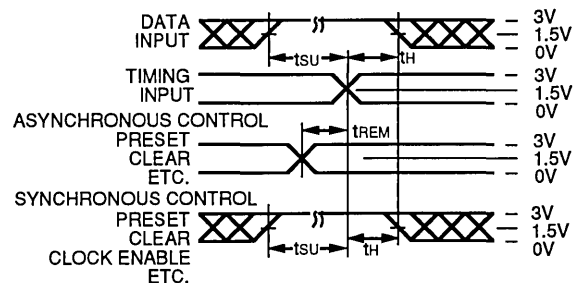 DATA INPUT
3V
1.5V
0V
tSU
tH
TIMING INPUT
3V
1.5V
0V
ASYNCHRONOUS CONTROL
PRESET
CLEAR
ETC.
tREM
3V
1.5V
0V
SYNCHRONOUS CONTROL
PRESET
CLEAR
CLOCK ENABLE
ETC.
tSU
tH
3V
1.5V
0V